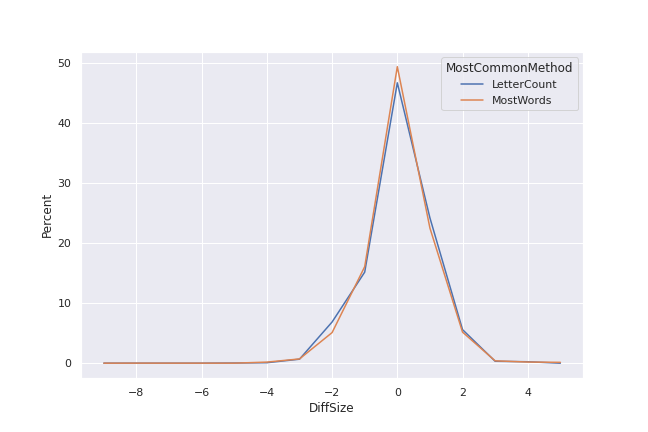 MostCommonMethod
LetterCount
MostWords
50
40
30
20
10
0
Percent
−8 −6 −4 −2 0 2 4
DiffSize